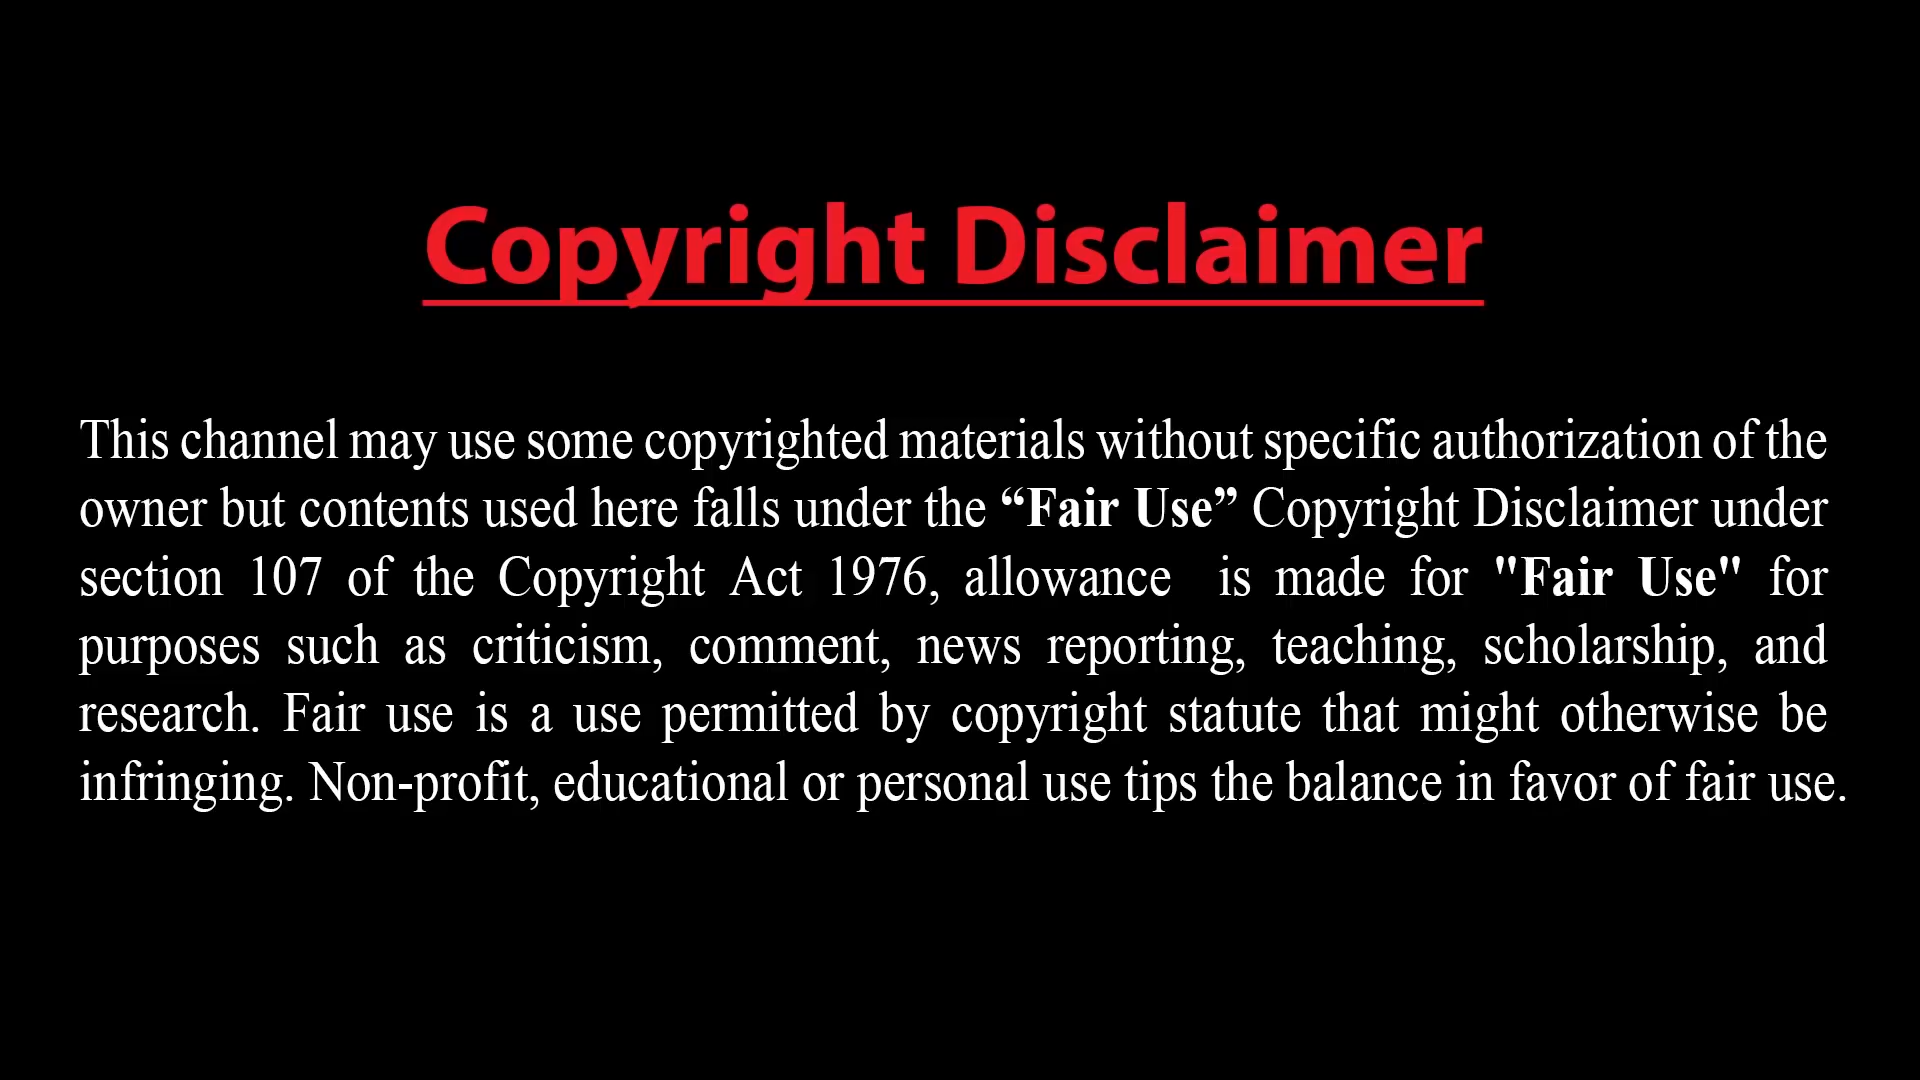 Copyright Disclaimer
This channel may use some copyrighted materials without specific authorization of the
owner but contents used here falls under the “Fair Use” Copyright Disclaimer under
section 107 of the Copyright Act 1976, allowance  is made for "Fair Use" for
purposes such as criticism, comment, news reporting, teaching, scholarship, and
research. Fair use is a use permitted by copyright statute that might otherwise be
infringing. Non-profit, educational or personal use tips the balance in favor of fair use.